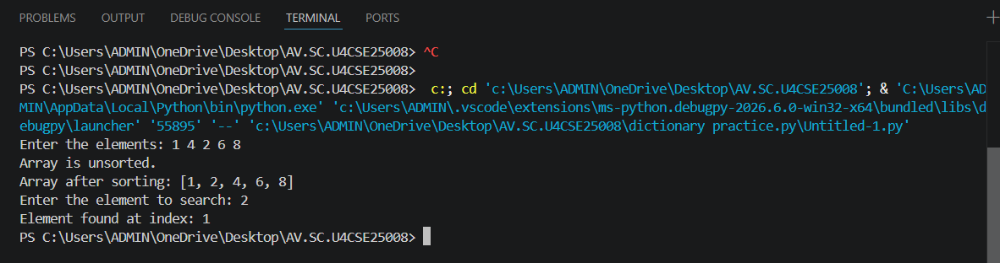 PROBLEMS OUTPUT DEBUG CONSOLE TERMINAL PORTS
PS C:\Users\ADMIN\OneDrive\Desktop\AV.SC.U4CSE25008> ^C
PS C:\Users\ADMIN\OneDrive\Desktop\AV.SC.U4CSE25008>
PS C:\Users\ADMIN\OneDrive\Desktop\AV.SC.U4CSE25008>  c:; cd 'c:\Users\ADMIN\OneDrive\Desktop\AV.SC.U4CSE25008'; & 'C:\Users\AD
MIN\AppData\Local\Python\bin\python.exe' 'c:\Users\ADMIN\.vscode\extensions\ms-python.debugpy-2026.6.0-win32-x64\bundled\libs\d
ebugpy\launcher' '55895' '--' 'c:\Users\ADMIN\OneDrive\Desktop\AV.SC.U4CSE25008\dictionary practice.py\Untitled-1.py'
Enter the elements: 1 4 2 6 8
Array is unsorted.
Array after sorting: [1, 2, 4, 6, 8]
Enter the element to search: 2
Element found at index: 1
PS C:\Users\ADMIN\OneDrive\Desktop\AV.SC.U4CSE25008>